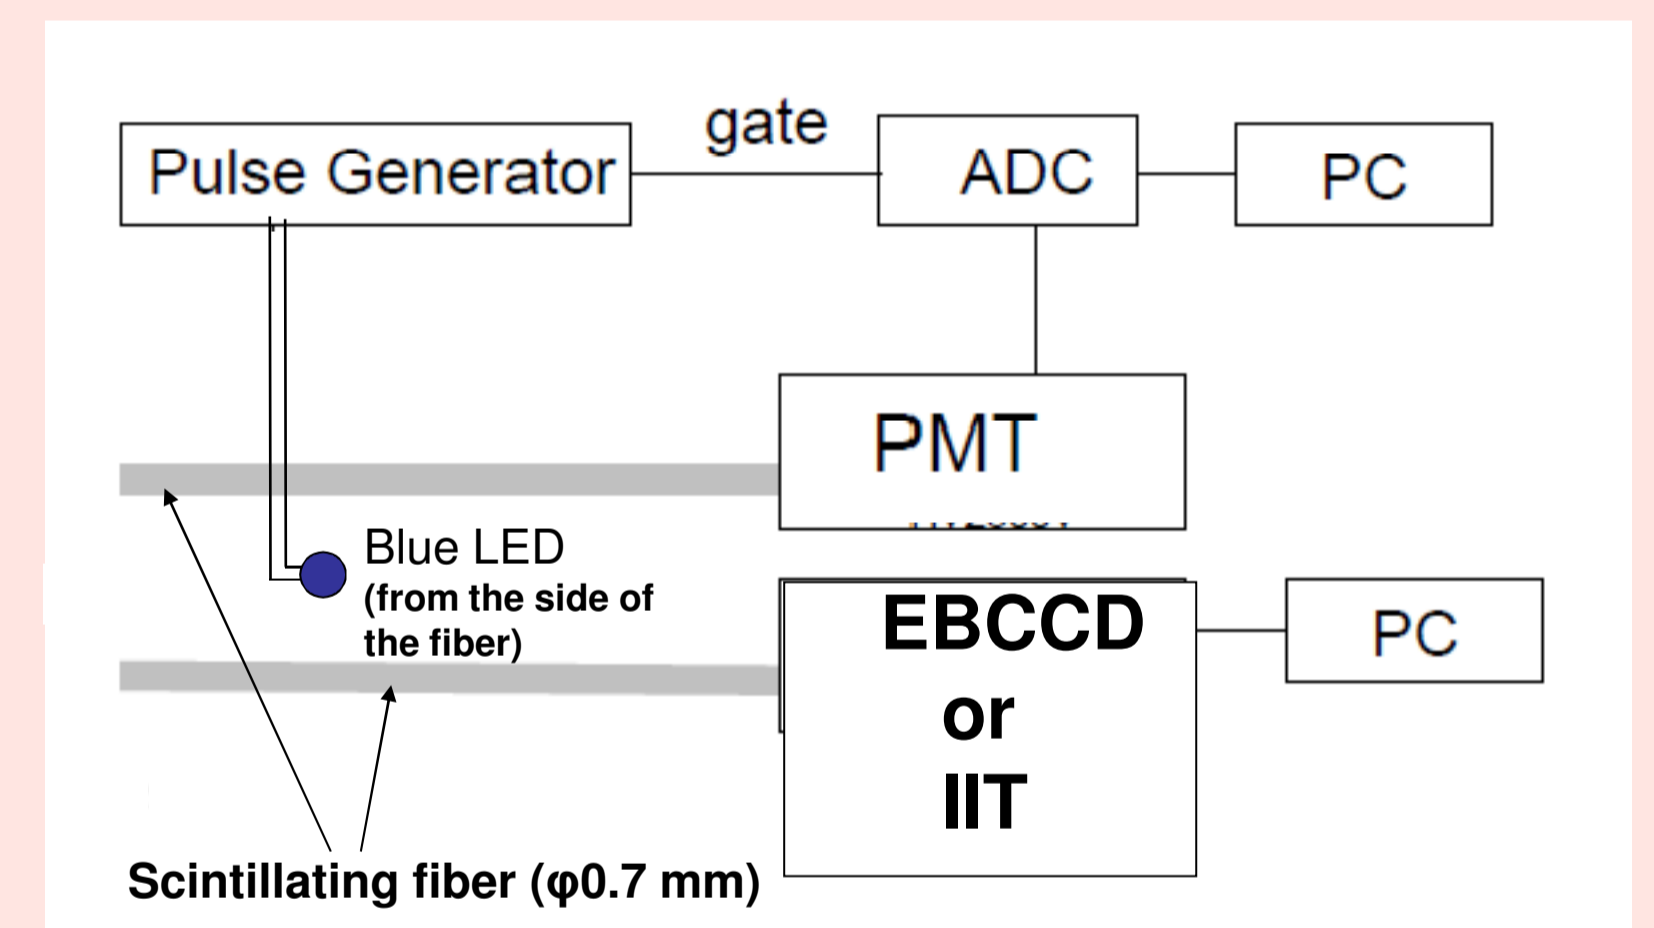 gate
Pulse Generator
ADC
PC
PMT
Blue LED
(from the side of
the fiber)
EBCCD
or
IIT
PC
Scintillating fiber (φ0.7 mm)